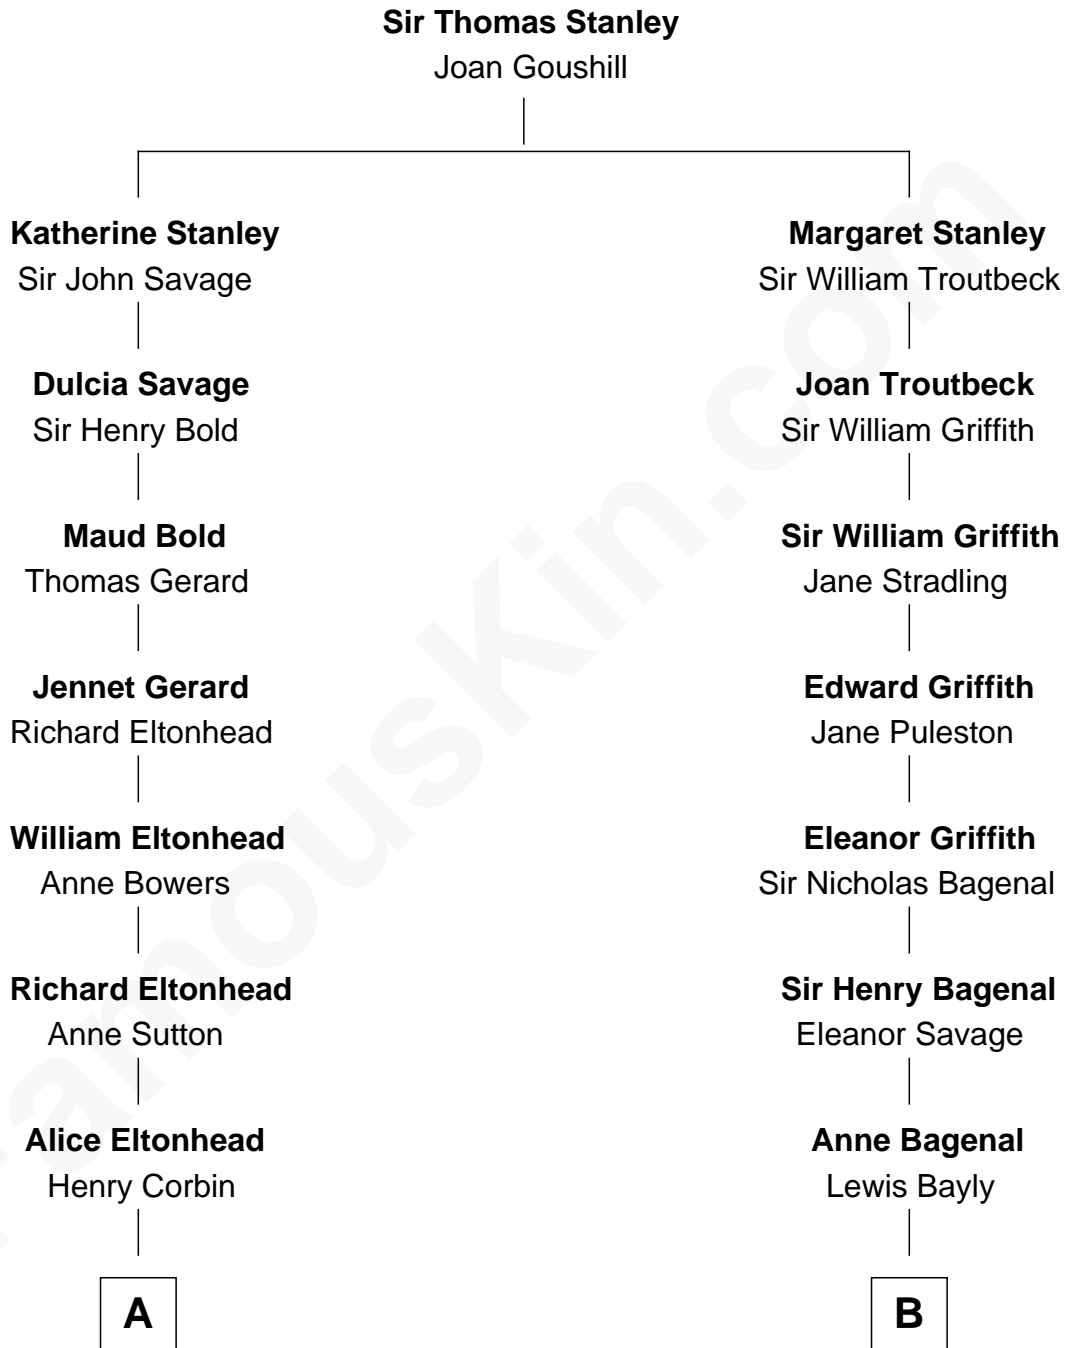 Sir Thomas Stanley
Joan Goushill
Katherine Stanley
Sir John Savage
Margaret Stanley
Sir William Troutbeck
Dulcia Savage
Sir Henry Bold
Joan Troutbeck
Sir William Griffith
Maud Bold
Thomas Gerard
Sir William Griffith
Jane Stradling
Jennet Gerard
Richard Eltonhead
Edward Griffith
Jane Puleston
William Eltonhead
Anne Bowers
Eleanor Griffith
Sir Nicholas Bagenal
Richard Eltonhead
Anne Sutton
Sir Henry Bagenal
Eleanor Savage
Alice Eltonhead
Henry Corbin
Anne Bagenal
Lewis Bayly
A
B
FamousKin.com